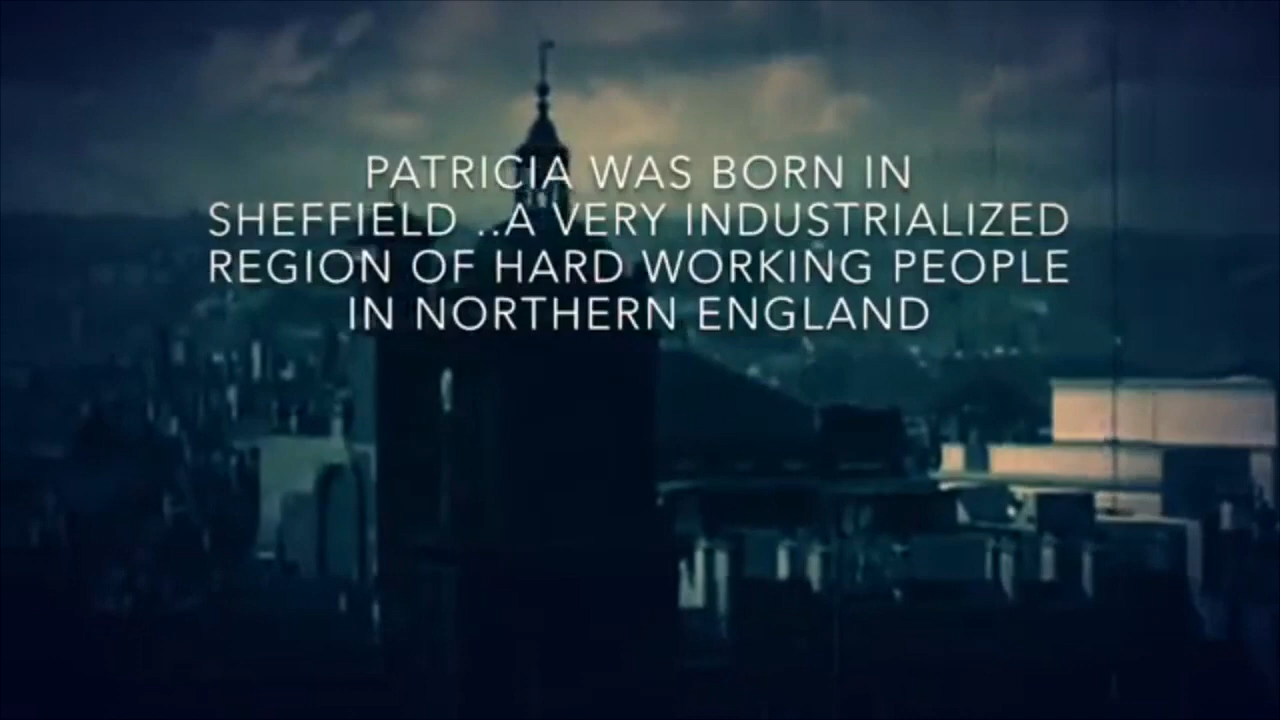 PATRICIA WAS BORN IN
SHEFFIELD ..A VERY INDUSTRIALIZED
REGION OF HARD WORKING PEOPLE
IN NORTHERN ENGLAND